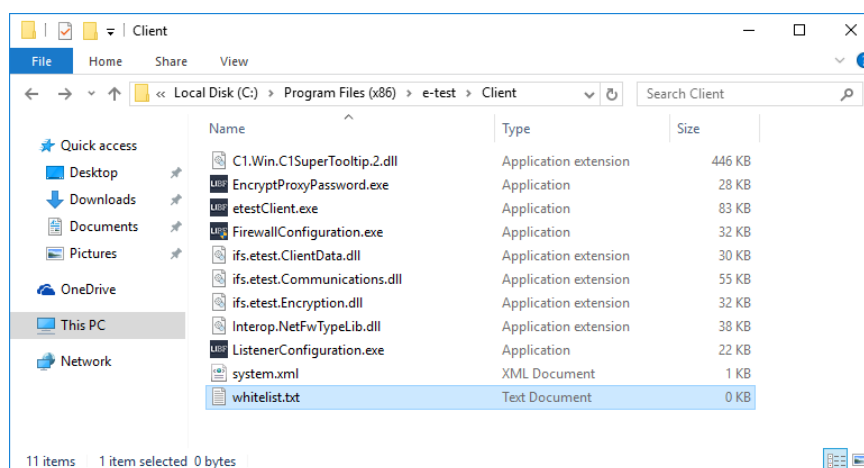 Client
File Home Share View
« Local Disk (C:) > Program Files (x86) > e-test > Client Search Client
Name Type Size
Quick access
Desktop
Downloads
Documents
Pictures
OneDrive
This PC
Network
C1.Win.C1SuperTooltip.2.dll Application extension 446 KB
LIBF EncryptProxyPassword.exe Application 28 KB
LIBF etestClient.exe Application 83 KB
LIBF FirewallConfiguration.exe Application 32 KB
ifs.etest.ClientData.dll Application extension 30 KB
ifs.etest.Communications.dll Application extension 55 KB
ifs.etest.Encryption.dll Application extension 32 KB
Interop.NetFwTypeLib.dll Application extension 38 KB
LIBF ListenerConfiguration.exe Application 22 KB
system.xml XML Document 1 KB
whitelist.txt Text Document 0 KB
11 items 1 item selected 0 bytes